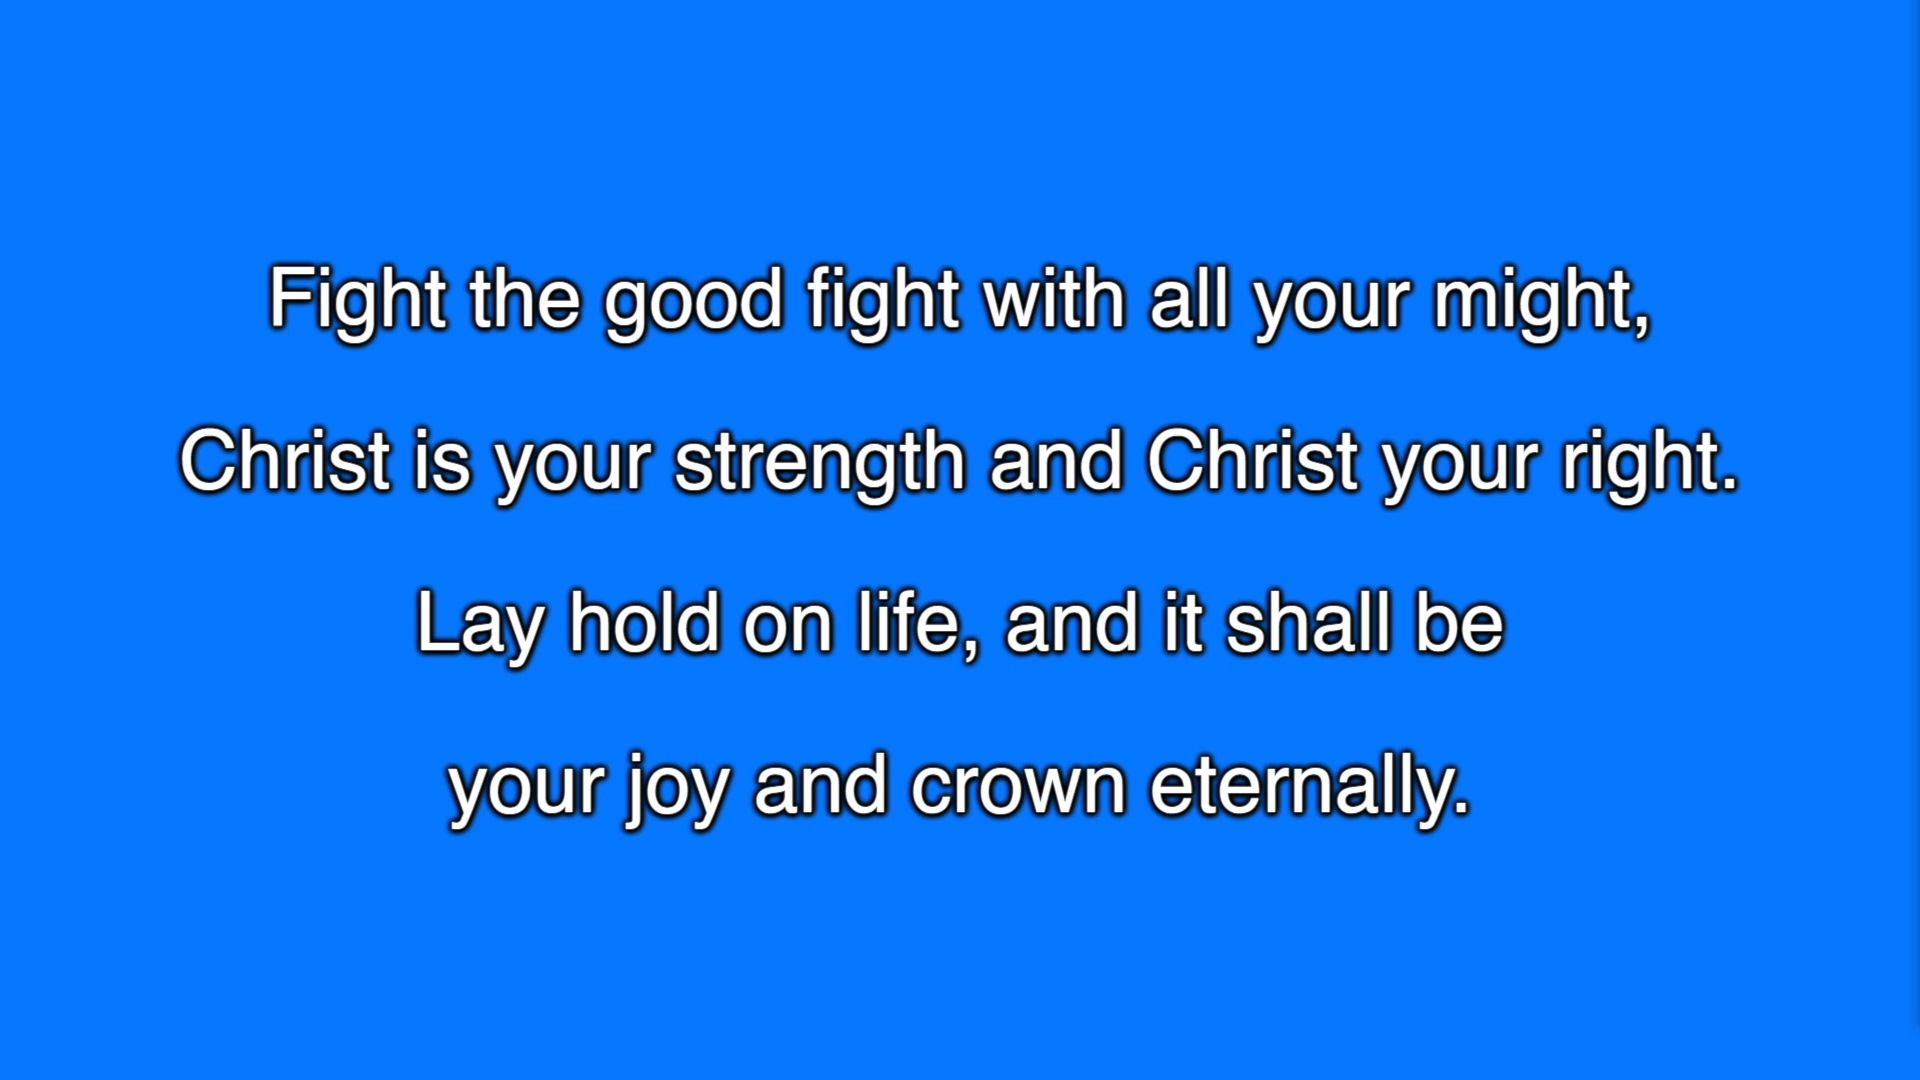 Fight the good fight with all your might,
Christ is your strength and Christ your right.
Lay hold on life, and it shall be
your joy and crown eternally.